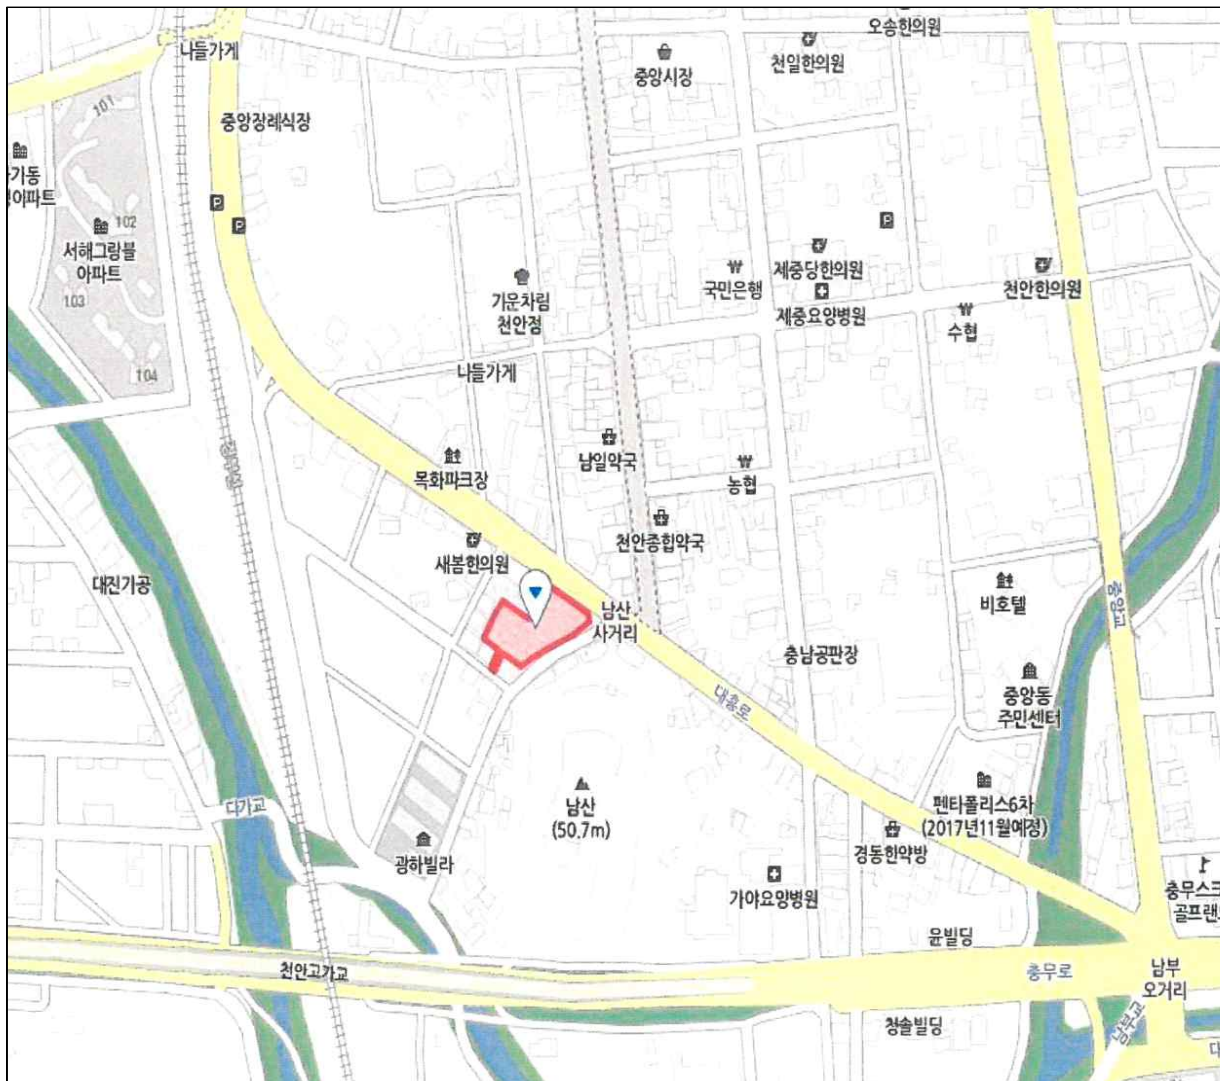 오송한의원
나들가게
중앙시장
천일한의원
101
중앙장례식장
가동
아파트
102
서해그랑블
아파트
103
104
기운차림
천안점
국민은행
제중당한의원
제중요양병원
천안한의원
수협
나들가게
경부선
목화파크장
남일약국
농협
새봄한의원
천안종합약국
대진가공
비호텔
중앙교
남산
사거리
충남공판장
대흥로
중앙동
주민센터
남산
(50.7m)
다가교
펜타폴리스6차
(2017년11월예정)
경동한약방
광하빌라
가야요양병원
충무스크
골프랜
윤빌딩
천안고가교
충무로
남부
오거리
청솔빌딩